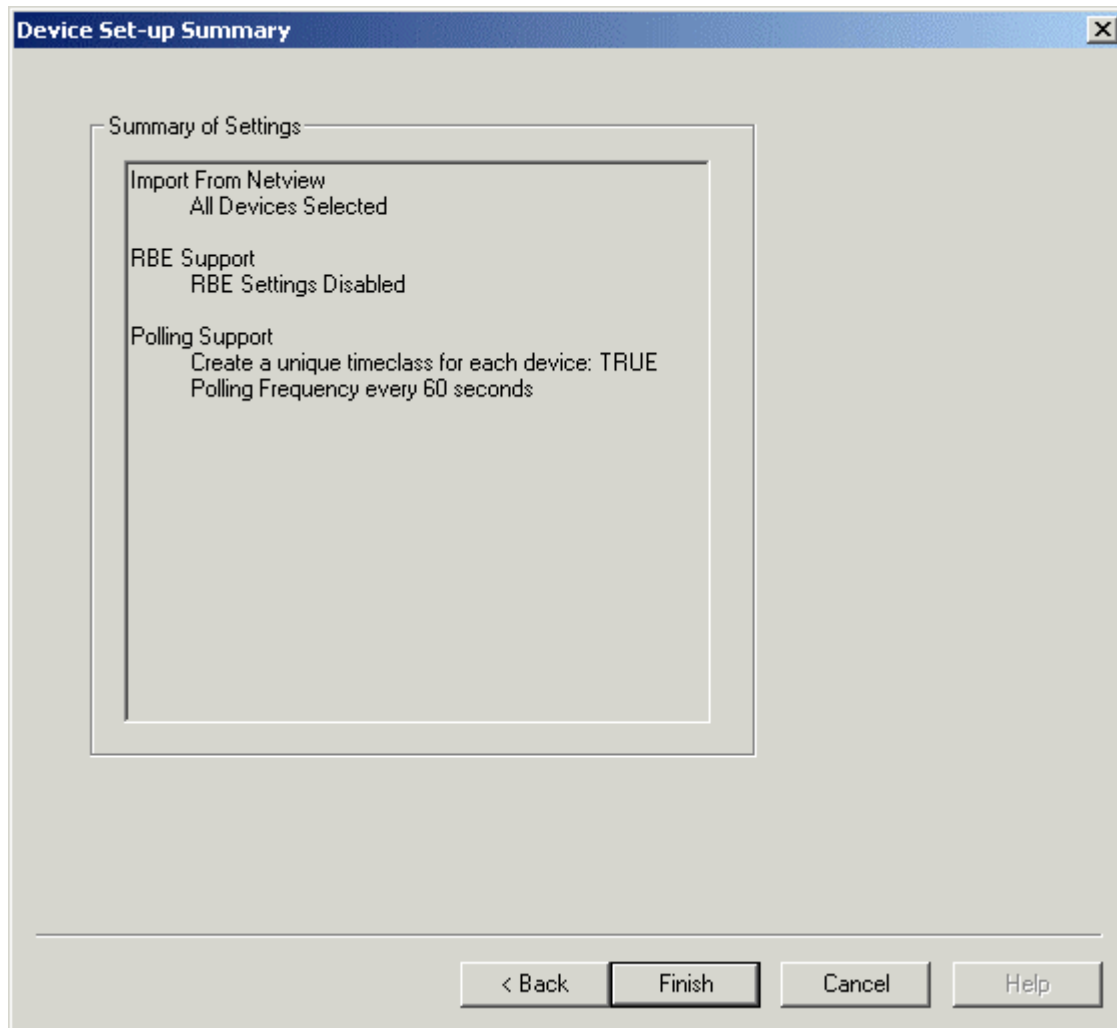 Device Set-up Summary
Summary of Settings
Import From Netview
All Devices Selected
RBE Support
RBE Settings Disabled
Polling Support
Create a unique timeclass for each device: TRUE
Polling Frequency every 60 seconds
< Back
Finish
Cancel
Help